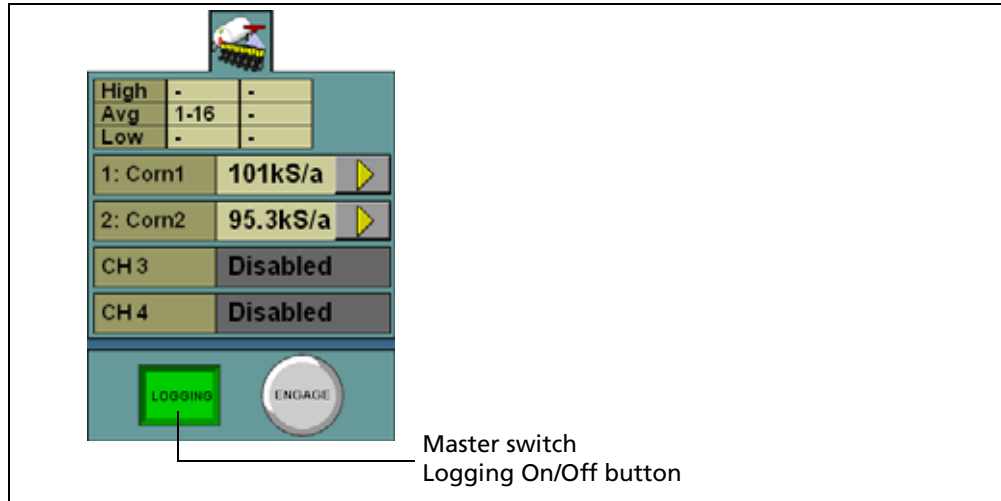 High - -
Avg 1-16 -
Low - -
1: Corn1 101kS/a
2: Corn2 95.3kS/a
CH 3 Disabled
CH 4 Disabled
LOGGING ENGAGE
Master switch
Logging On/Off button